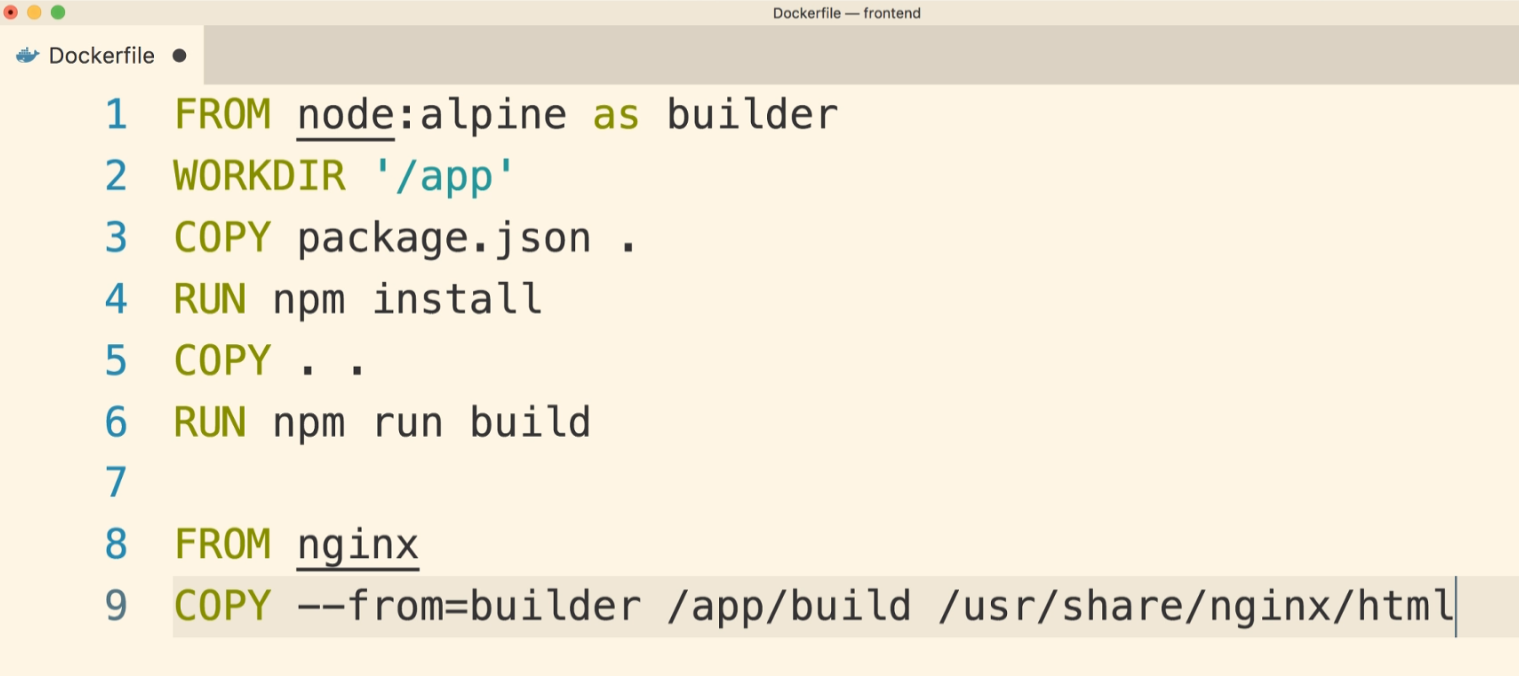 Dockerfile — frontend
Dockerfile
1 FROM node:alpine as builder
2 WORKDIR '/app'
3 COPY package.json .
4 RUN npm install
5 COPY . .
6 RUN npm run build
7
8 FROM nginx
9 COPY --from=builder /app/build /usr/share/nginx/html